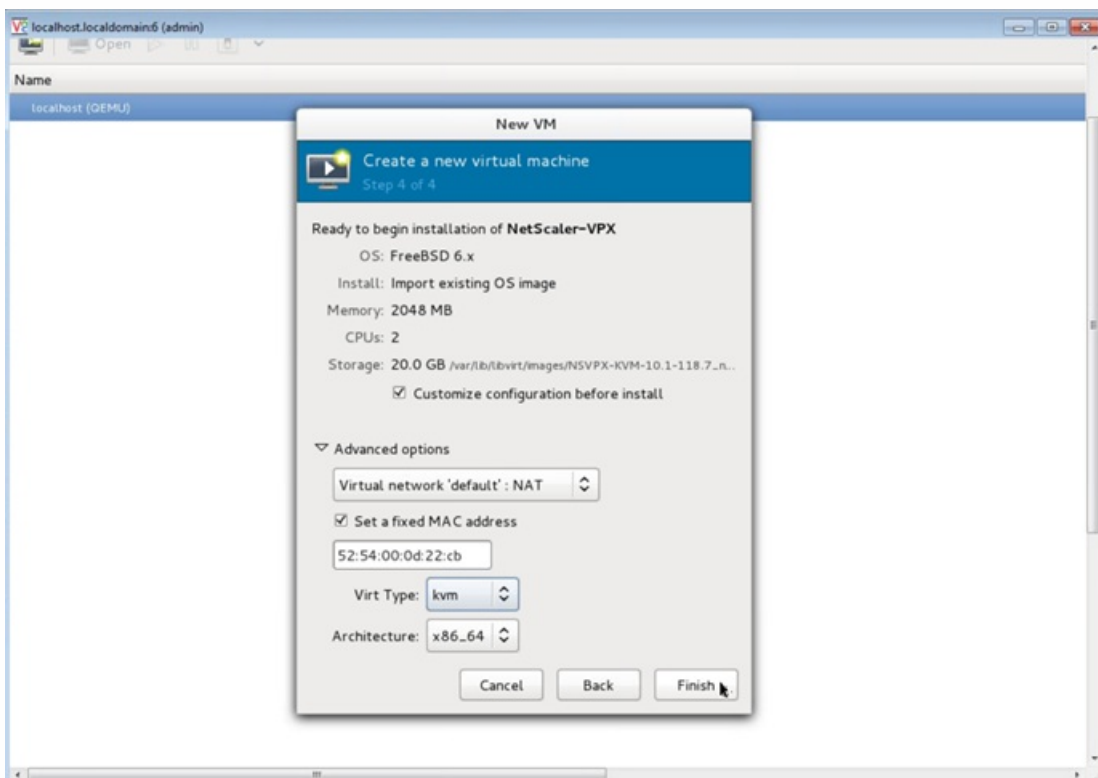 localhost.localdomain:6 (admin)
Open
Name
localhost (QEMU)
New VM
Create a new virtual machine
Step 4 of 4
Ready to begin installation of NetScaler-VPX
OS: FreeBSD 6.x
Install: Import existing OS image
Memory: 2048 MB
CPUs: 2
Storage: 20.0 GB /var/lib/libvirt/images/NSVPX-KVM-10.1-118.7_n...
Customize configuration before install
Advanced options
Virtual network 'default' : NAT
Set a fixed MAC address
52:54:00:0d:22:cb
Virt Type: kvm
Architecture: x86_64
Cancel Back Finish